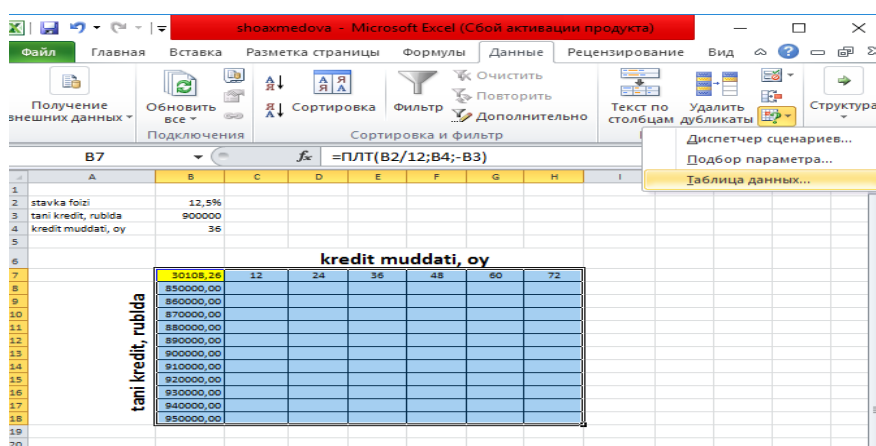 shoaxmedova - Microsoft Excel (Сбой активации продукта)
Файл Главная Вставка Разметка страницы Формулы Данные Рецензирование Вид
Получение внешних данных
Обновить все
Подключения
Сортировка
Фильтр
Очистить
Повторить
Дополнительно
Сортировка и фильтр
Текст по столбцам
Удалить дубликаты
Структура
Диспетчер сценариев...
Подбор параметра...
Таблица данных...
B7 fx =ПЛТ(B2/12;B4;-B3)
A B C D E F G H I
1
2 stavka foizi 12,5%
3 tani kredit, rublda 900000
4 kredit muddati, oy 36
5
6 kredit muddati, oy
7 30108,26 12 24 36 48 60 72
tani kredit, rublda
8 850000,00
9 860000,00
10 870000,00
11 880000,00
12 890000,00
13 900000,00
14 910000,00
15 920000,00
16 930000,00
17 940000,00
18 950000,00
19
20